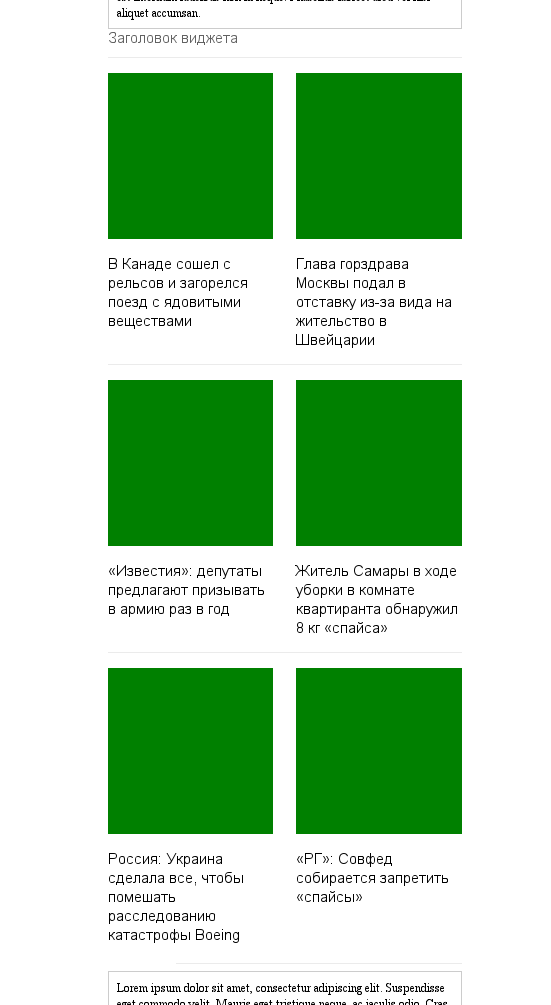 aliquet accumsan.
Заголовок виджета
В Канаде сошел с
рельсов и загорелся
поезд с ядовитыми
веществами
Глава горздрава
Москвы подал в
отставку из-за вида на
жительство в
Швейцарии
«Известия»: депутаты
предлагают призывать
в армию раз в год
Житель Самары в ходе
уборки в комнате
квартиранта обнаружил
8 кг «спайса»
Россия: Украина
сделала все, чтобы
помешать
расследованию
катастрофы Boeing
«РГ»: Совфед
собирается запретить
«спайсы»
Lorem ipsum dolor sit amet, consectetur adipiscing elit. Suspendisse
eget commodo velit. Mauris eget tristique neque, ac iaculis odio. Cras